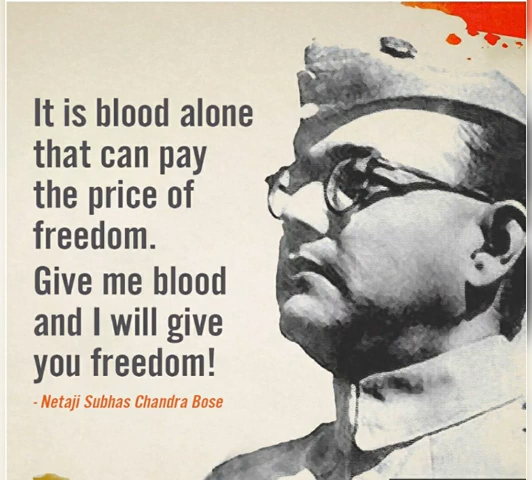 It is blood alone
that can pay
the price of
freedom.
Give me blood
and I will give
you freedom!
- Netaji Subhas Chandra Bose